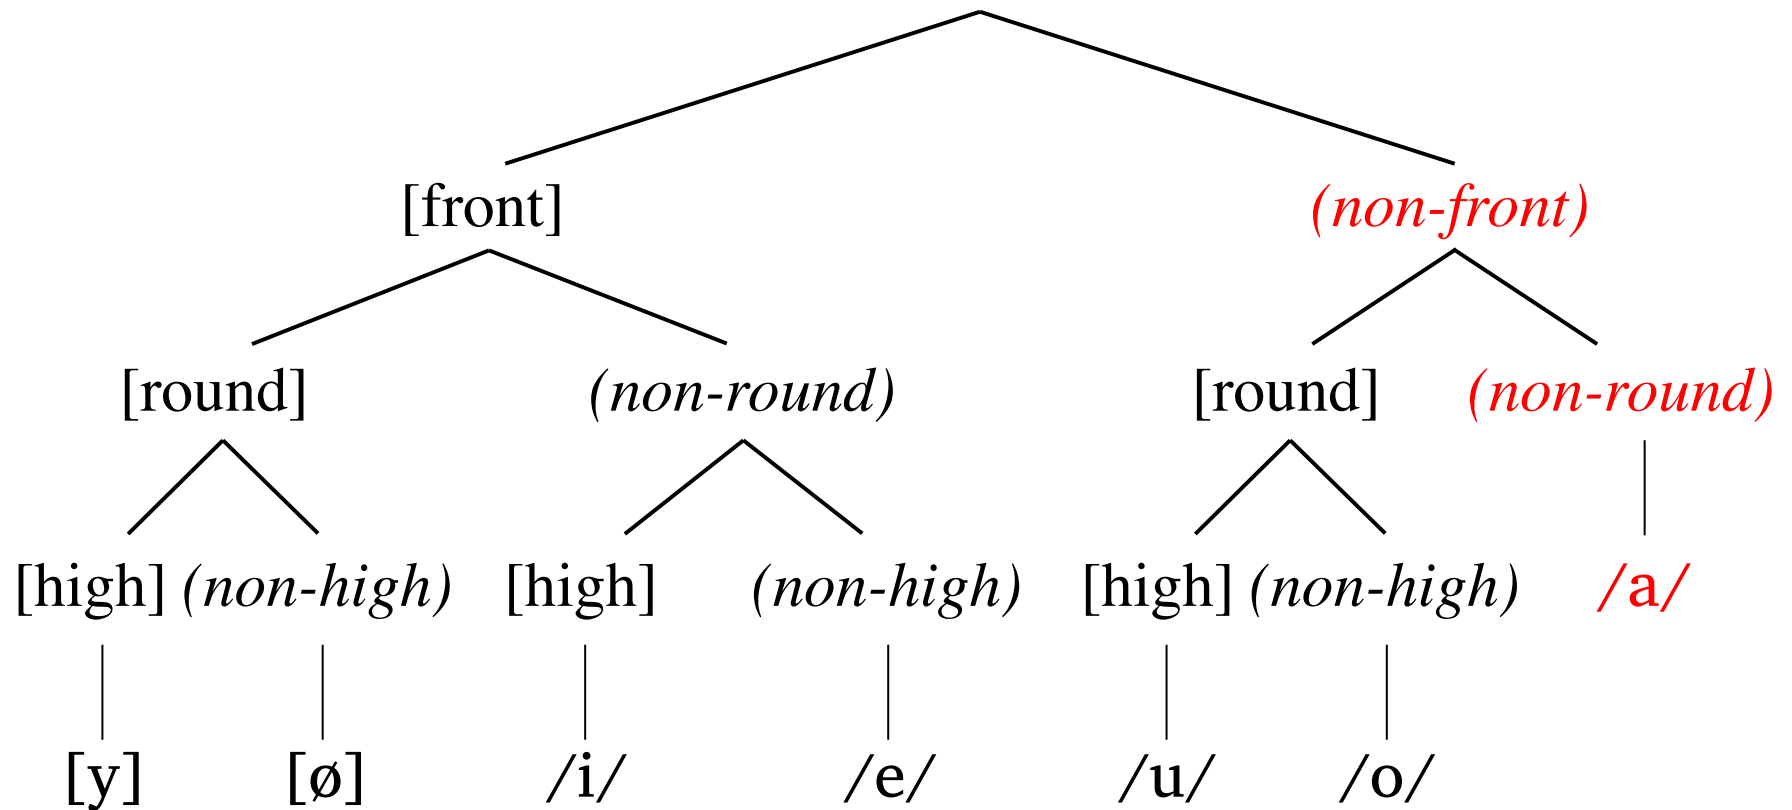 [front] (non-front)
[round] (non-round) [round] (non-round)
[high] (non-high) [high] (non-high) [high] (non-high) /a/
[y] [ø] /i/ /e/ /u/ /o/